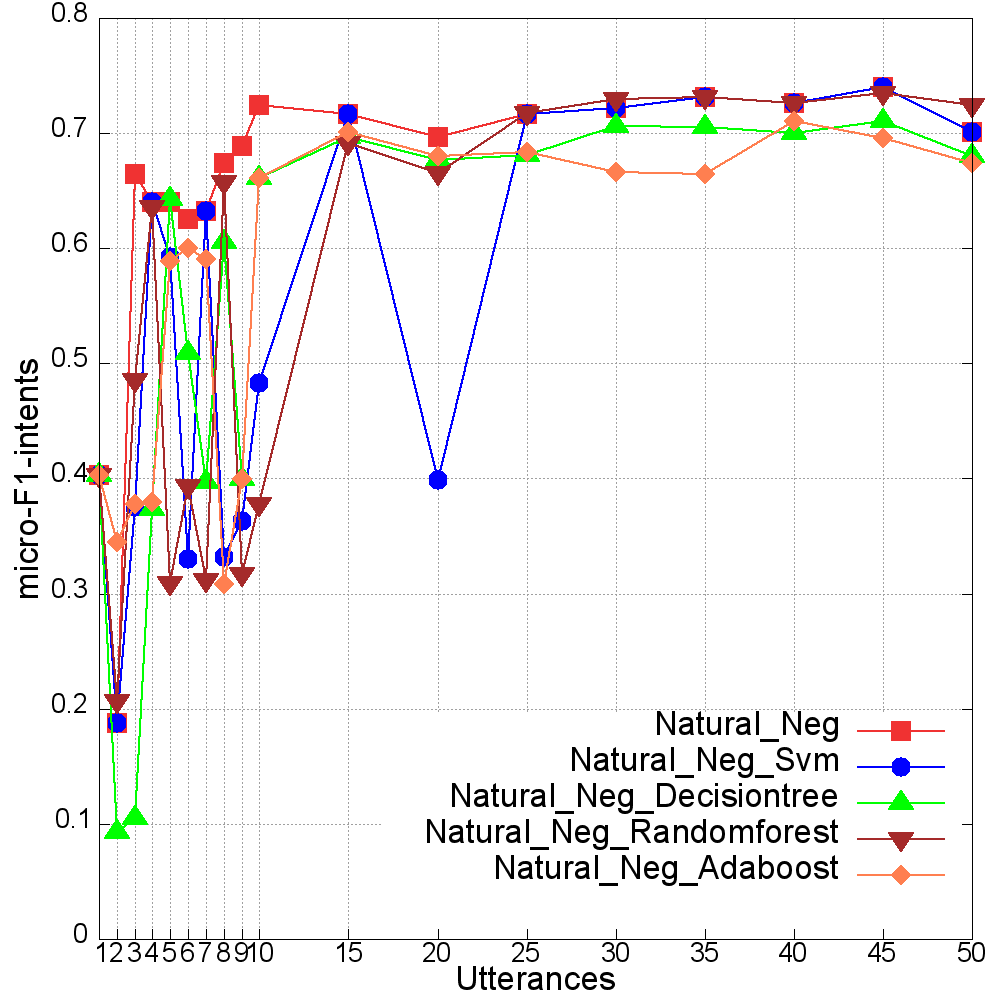 0.8
0.7
0.6
0.5
0.4
0.3
0.2
0.1
0
micro-F1-intents
Natural_Neg
Natural_Neg_Svm
Natural_Neg_Decisiontree
Natural_Neg_Randomforest
Natural_Neg_Adaboost
1 2 3 4 5 6 7 8 9 10 15 20 25 30 35 40 45 50
Utterances